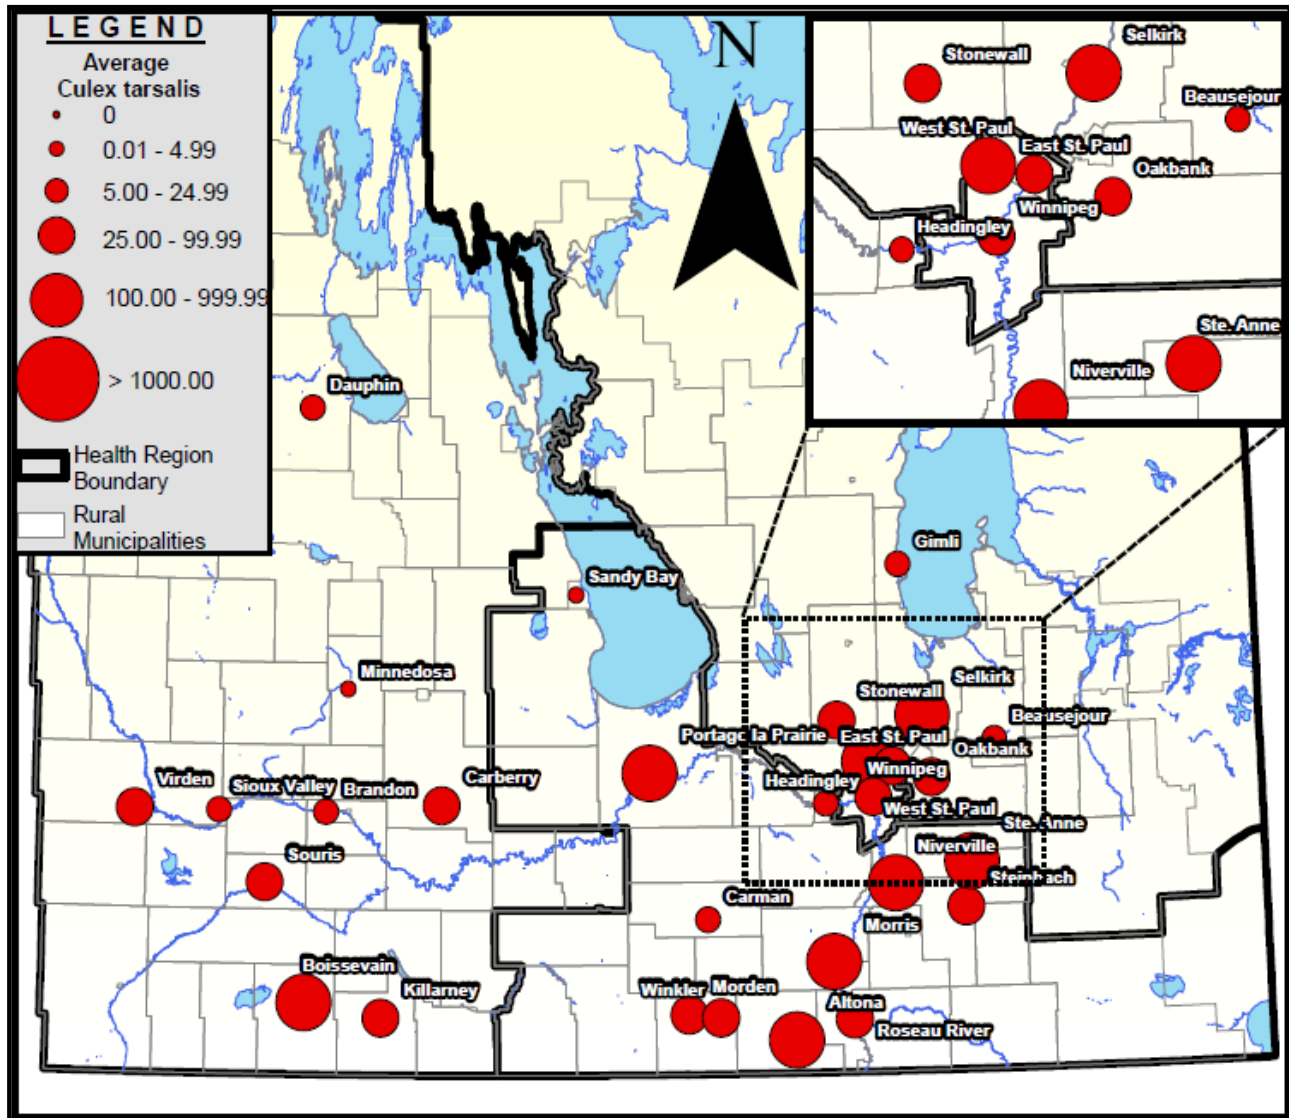 LEGEND
Average
Culex tarsalis
0
0.01 - 4.99
5.00 - 24.99
25.00 - 99.99
100.00 - 999.99
> 1000.00
Health Region
Boundary
Rural
Municipalities
N
Stonewall
Selkirk
Beausejour
West St. Paul
East St. Paul
Oakbank
Winnipeg
Headingley
Ste. Anne
Niverville
Dauphin
Gimli
Sandy Bay
Minnedosa
Selkirk
Stonewall
Beausejour
Portage la Prairie
East St. Paul
Oakbank
Winnipeg
Headingley
West St. Paul
Virden
Sioux Valley
Brandon
Carberry
Ste. Anne
Niverville
Souris
Steinbach
Carman
Morris
Boissevain
Killarney
Winkler
Morden
Altona
Roseau River